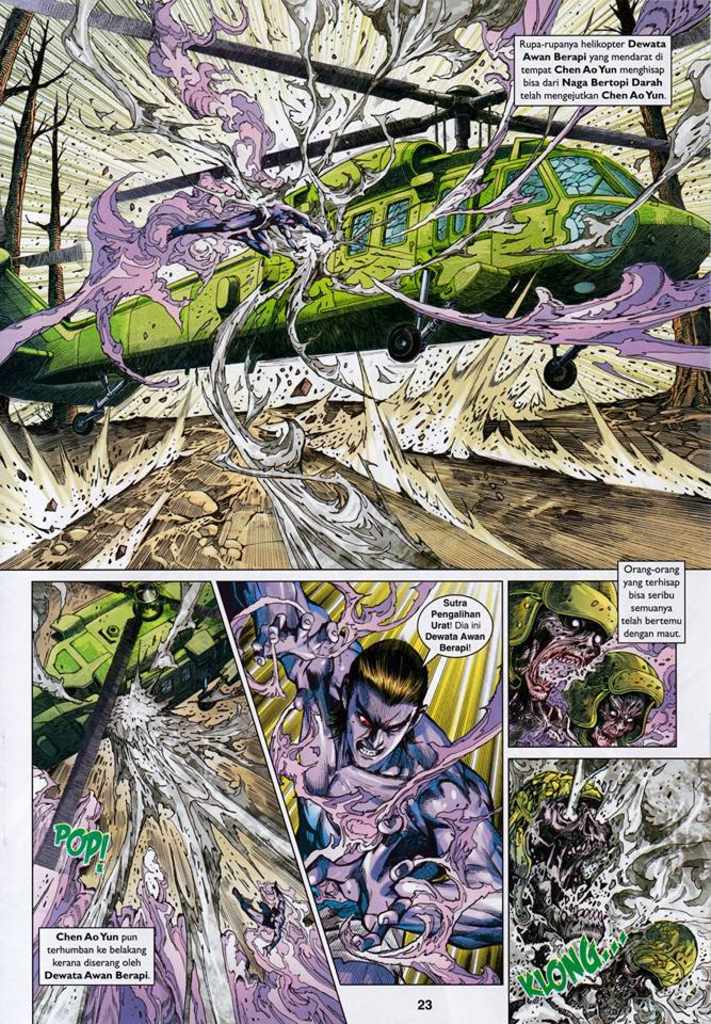 Rupa-rupanya helikopter Dewata
Awan Berapi yang mendarat di
tempat Chen Ao Yun menghisap
bisa dari Naga Bertopi Darah
telah mengejutkan Chen Ao Yun.
POP!
Chen Ao Yun pun
terhumban ke belakang
kerana diserang oleh
Dewata Awan Berapi.
Sutra
Pengalihan
Urat! Dia ini
Dewata Awan
Berapi!
Orang-orang
yang terhisap
bisa seribu
semuanya
telah bertemu
dengan maut.
KLONG...
23